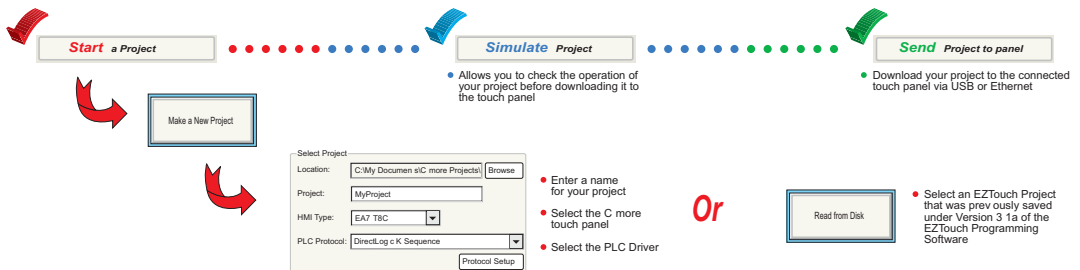 Start a Project
Simulate Project
Send Project to panel
Allows you to check the operation of
your project before downloading it to
the touch panel
Download your project to the connected
touch panel via USB or Ethernet
Make a New Project
Select Project
Location: C:\My Documen s\C more Projects\ Browse
Project: MyProject
HMI Type: EA7 T8C
PLC Protocol: DirectLog c K Sequence
Protocol Setup
Enter a name
for your project
Select the C more
touch panel
Select the PLC Driver
Or
Read from Disk
Select an EZTouch Project
that was prev ously saved
under Version 3 1a of the
EZTouch Programming
Software